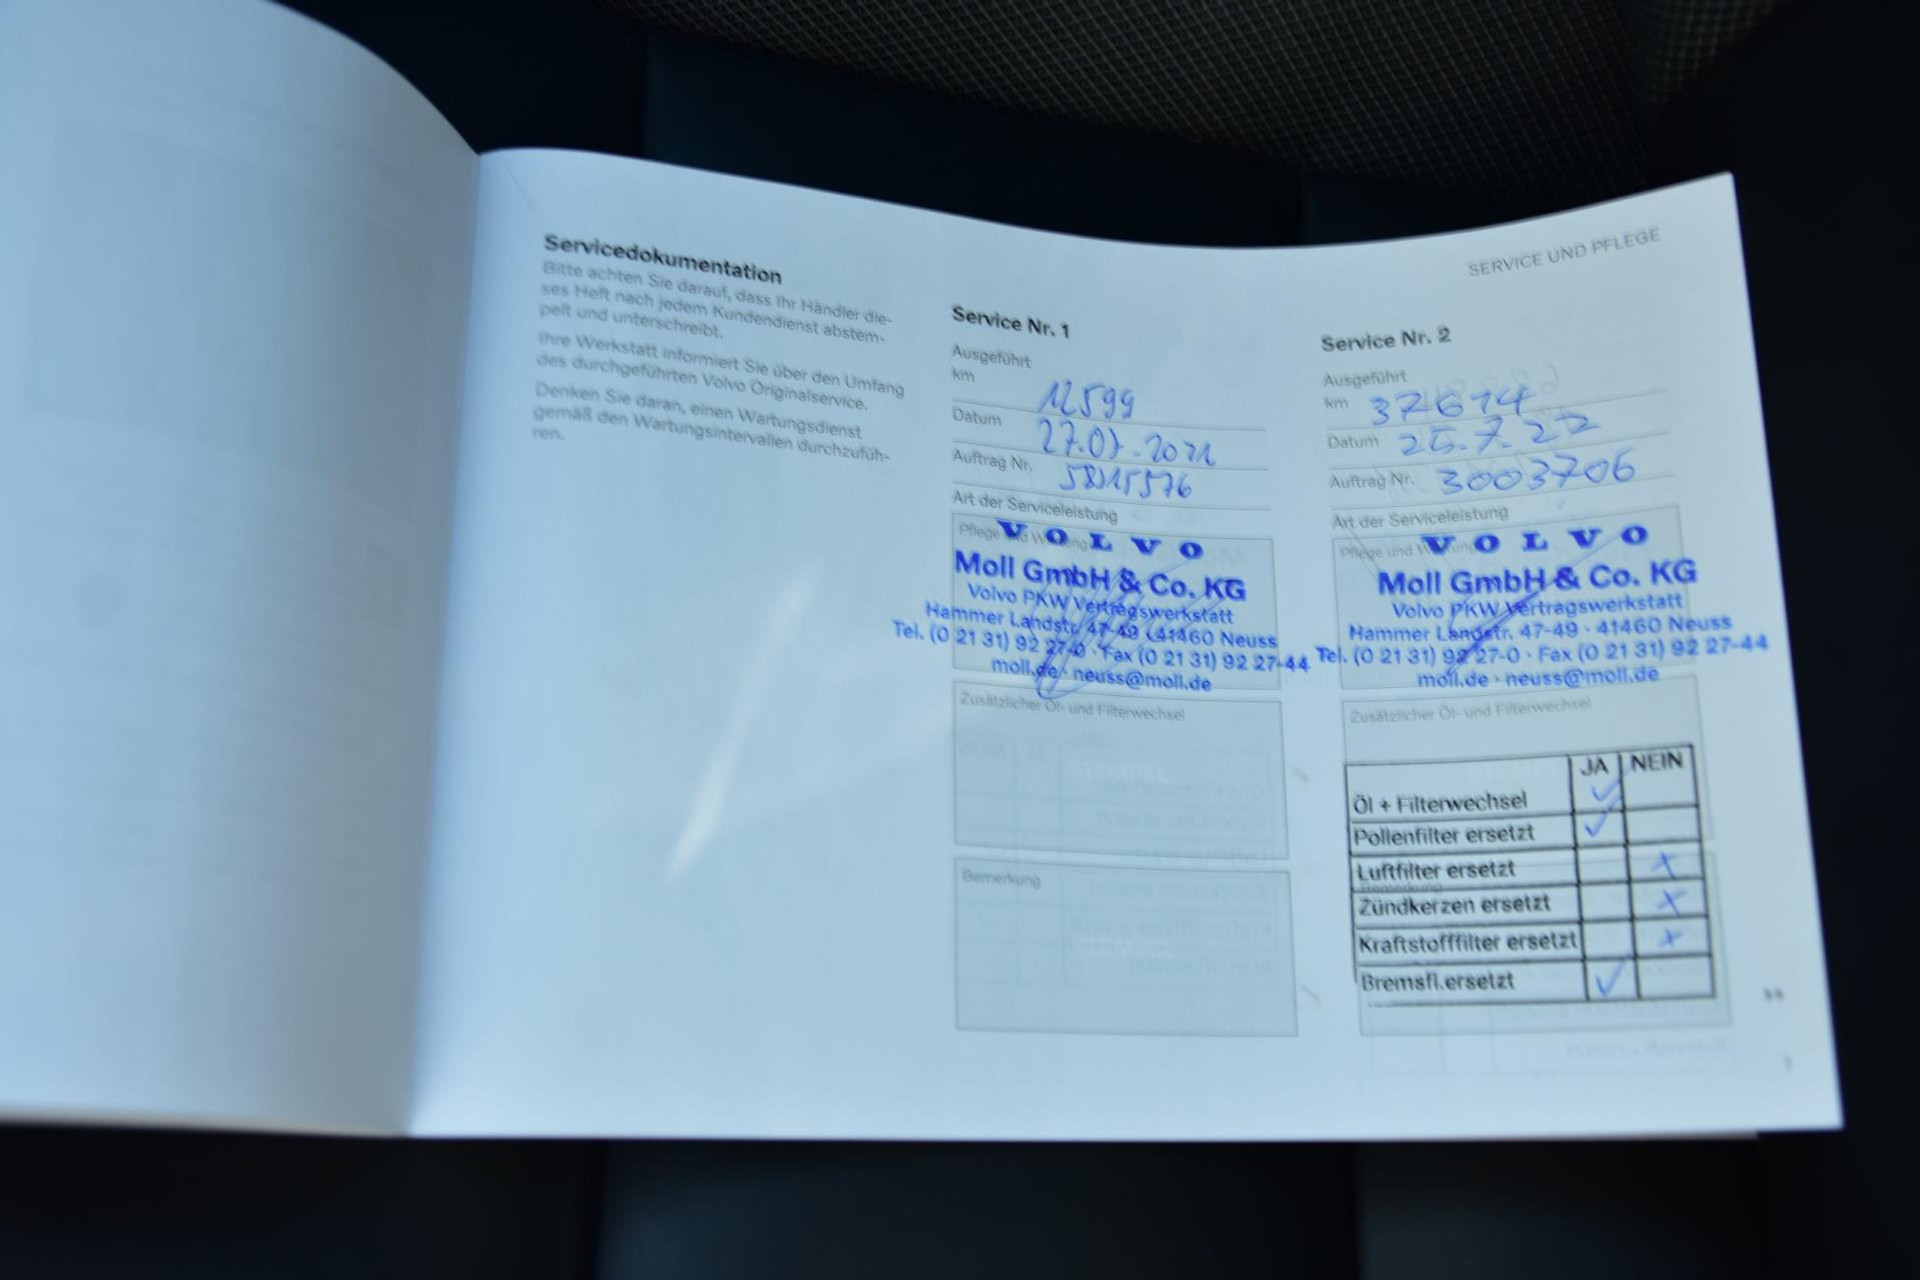 SERVICE UND PFLEGE
Servicedokumentation
Bitte achten Sie darauf, dass Ihr Händler die-
ses Heft nach jedem Kundendienst abstem-
pelt und unterschreibt.
Ihre Werkstatt informiert Sie über den Umfang
des durchgeführten Volvo Originalservice.
Denken Sie daran, einen Wartungsdienst
gemäß den Wartungsintervallen durchzufüh-
ren.
Service Nr. 1
Ausgeführt
km 12599
Datum 27.07.2021
Auftrag Nr.
Art der Serviceleistung
Pflege und Wartung
VOLVO
Moll GmbH & Co. KG
Volvo PKW Vertragswerkstatt
Hammer Landstr. 47-49 · 41460 Neuss
Tel. (0 21 31) 92 27-0 · Fax (0 21 31) 92 27-44
moll.de · neuss@moll.de
Zusätzlicher Öl- und Filterwechsel
Bemerkung
Service Nr. 2
Ausgeführt
km 37614
Datum 25.7.22
Auftrag Nr. 3003706
Art der Serviceleistung
Pflege und Wartung
VOLVO
Moll GmbH & Co. KG
Volvo PKW Vertragswerkstatt
Hammer Landstr. 47-49 · 41460 Neuss
Tel. (0 21 31) 92 27-0 · Fax (0 21 31) 92 27-44
moll.de · neuss@moll.de
Zusätzlicher Öl- und Filterwechsel
JA NEIN
Öl + Filterwechsel ✓
Pollenfilter ersetzt ✓
Luftfilter ersetzt x
Bemerkung
Zündkerzen ersetzt x
Kraftstofffilter ersetzt x
Bremsfl.ersetzt ✓